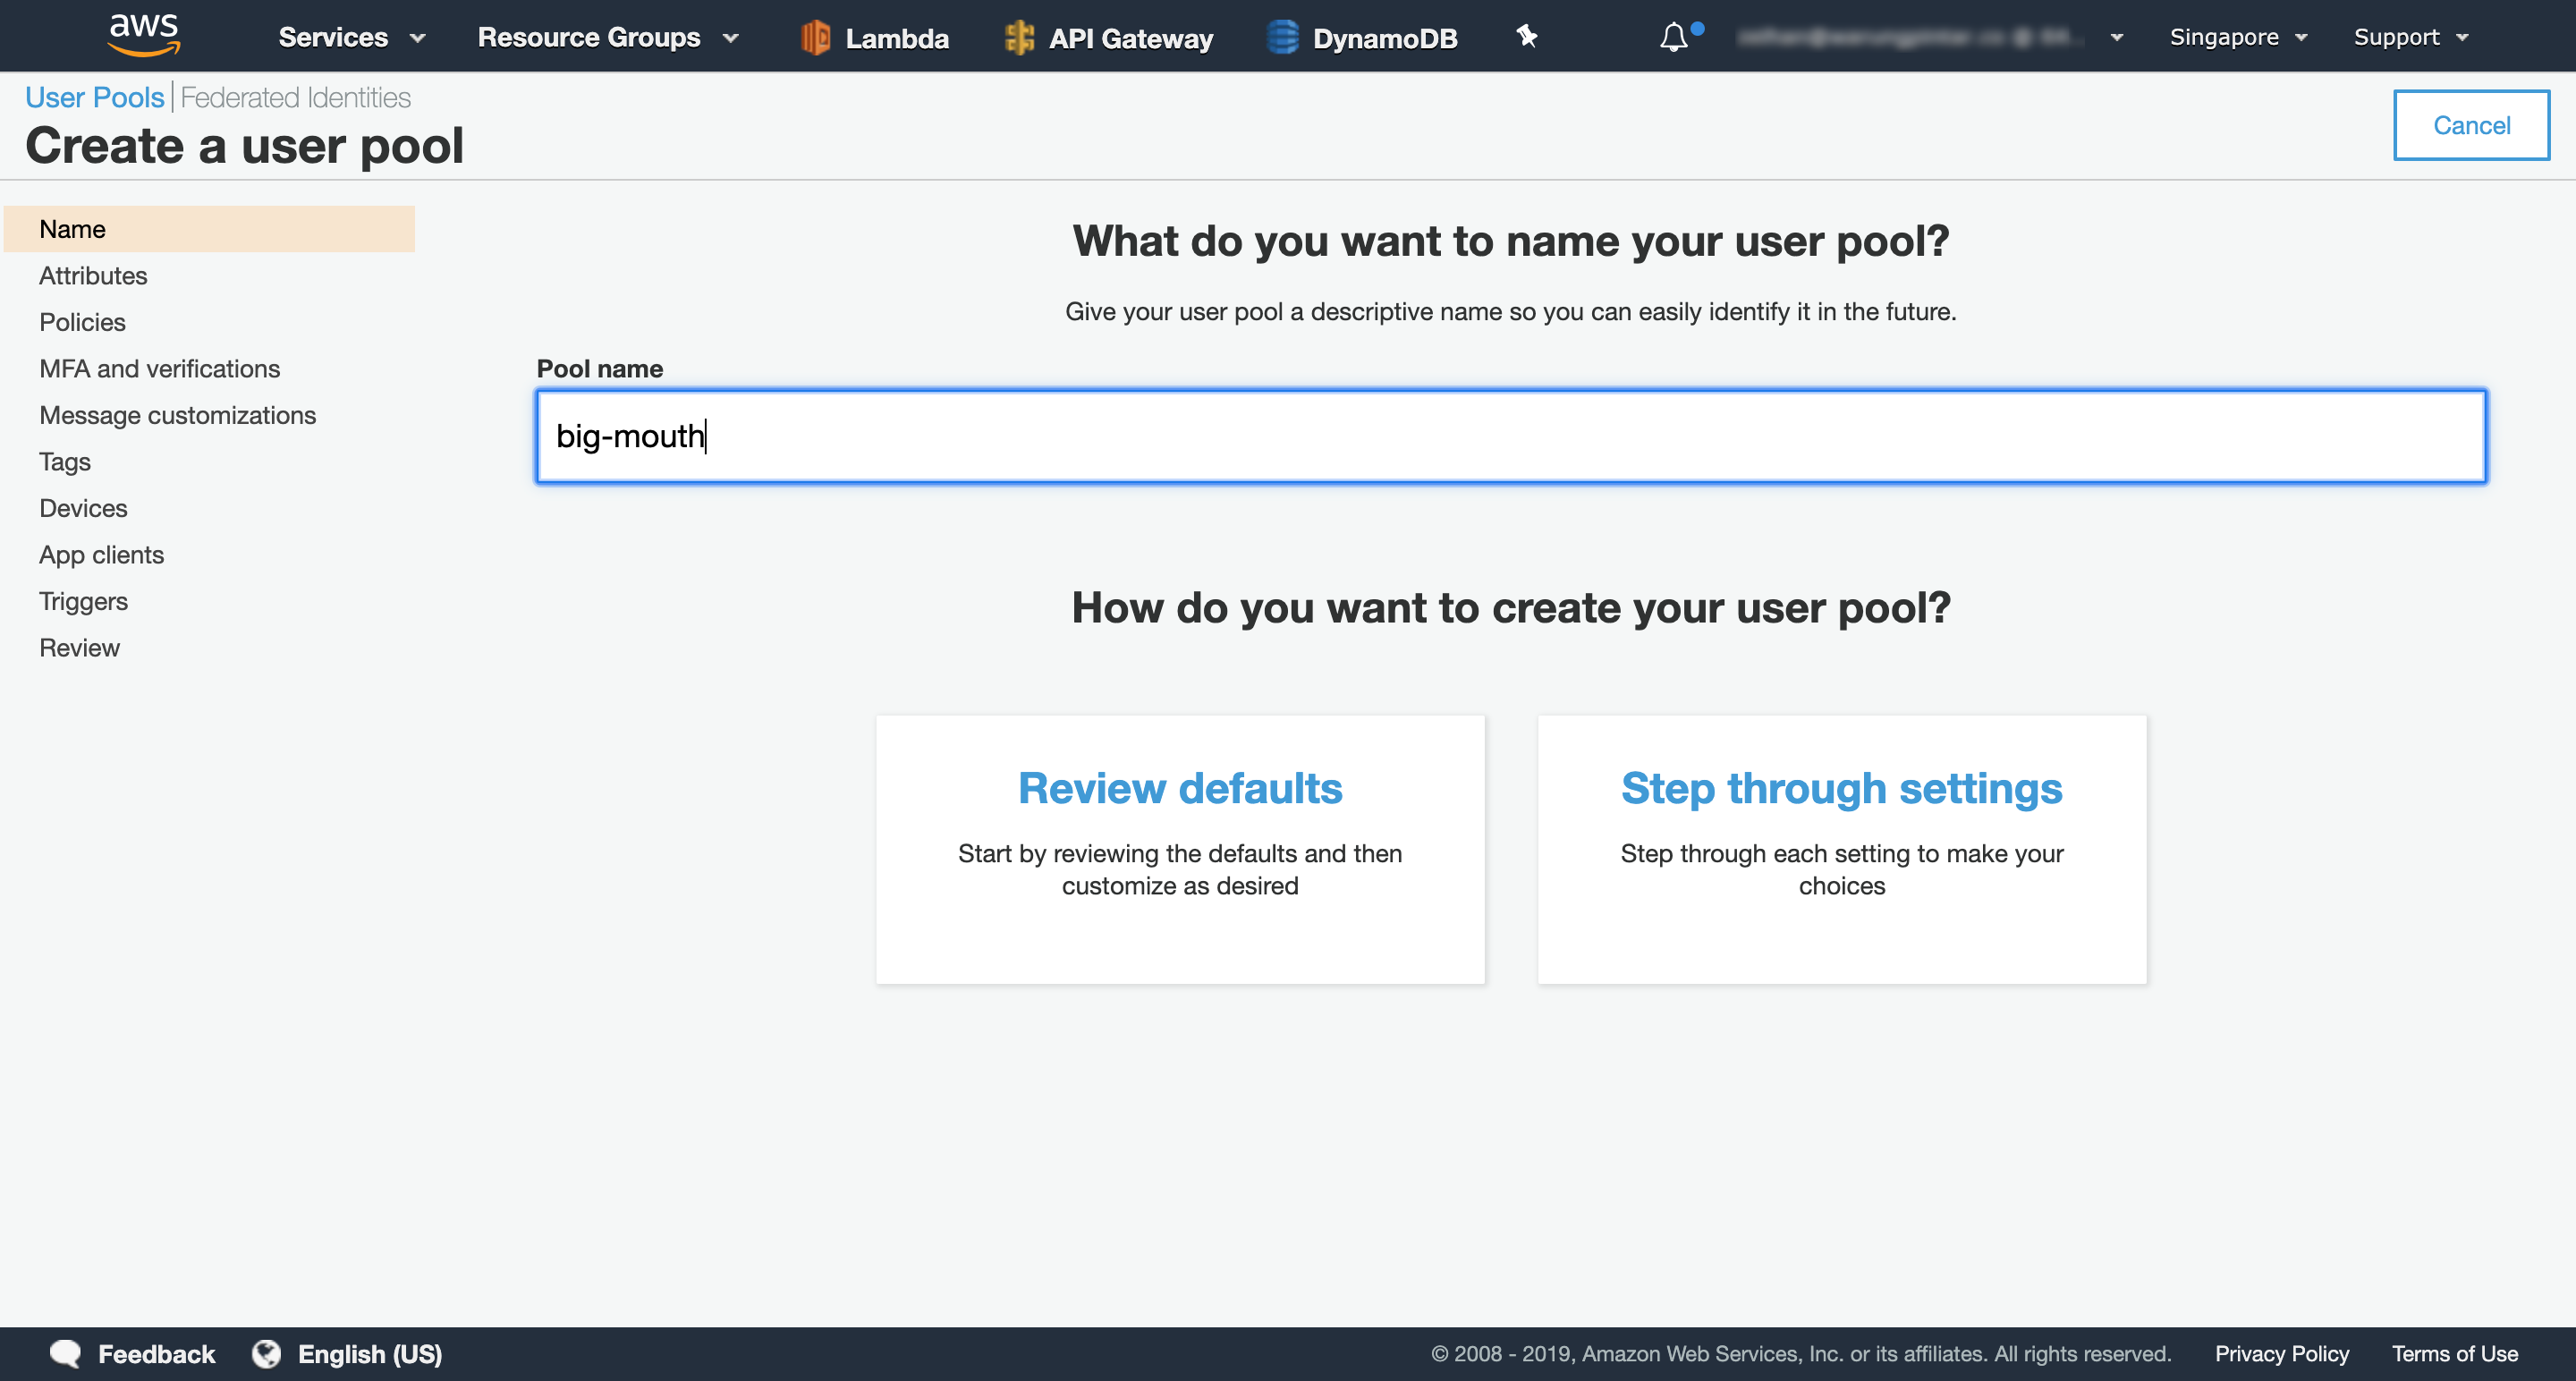 aws
Services
Resource Groups
Lambda
API Gateway
DynamoDB
Singapore
Support
User Pools | Federated Identities
Create a user pool
Cancel
Name
Attributes
Policies
MFA and verifications
Message customizations
Tags
Devices
App clients
Triggers
Review
What do you want to name your user pool?
Give your user pool a descriptive name so you can easily identify it in the future.
Pool name
big-mouth
How do you want to create your user pool?
Review defaults
Start by reviewing the defaults and then
customize as desired
Step through settings
Step through each setting to make your
choices
Feedback
English (US)
© 2008 - 2019, Amazon Web Services, Inc. or its affiliates. All rights reserved.
Privacy Policy
Terms of Use